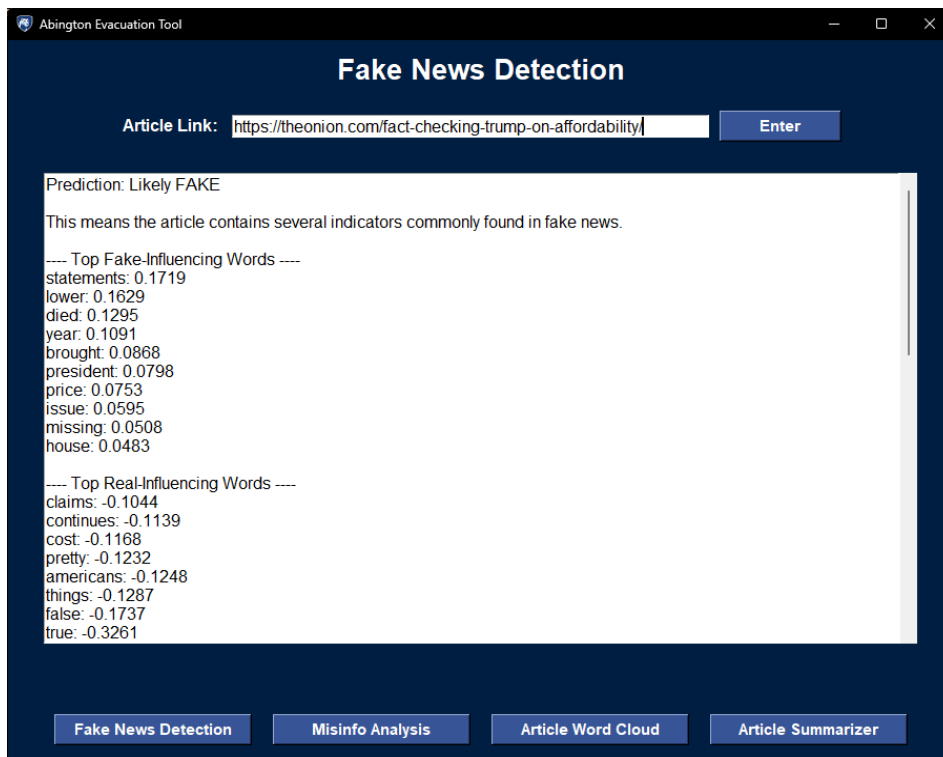 Abington Evacuation Tool
Fake News Detection
Article Link: https://theonion.com/fact-checking-trump-on-affordability/ Enter
Prediction: Likely FAKE
This means the article contains several indicators commonly found in fake news.
---- Top Fake-Influencing Words ----
statements: 0.1719
lower: 0.1629
died: 0.1295
year: 0.1091
brought: 0.0868
president: 0.0798
price: 0.0753
issue: 0.0595
missing: 0.0508
house: 0.0483
---- Top Real-Influencing Words ----
claims: -0.1044
continues: -0.1139
cost: -0.1168
pretty: -0.1232
americans: -0.1248
things: -0.1287
false: -0.1737
true: -0.3261
Fake News Detection Misinfo Analysis Article Word Cloud Article Summarizer